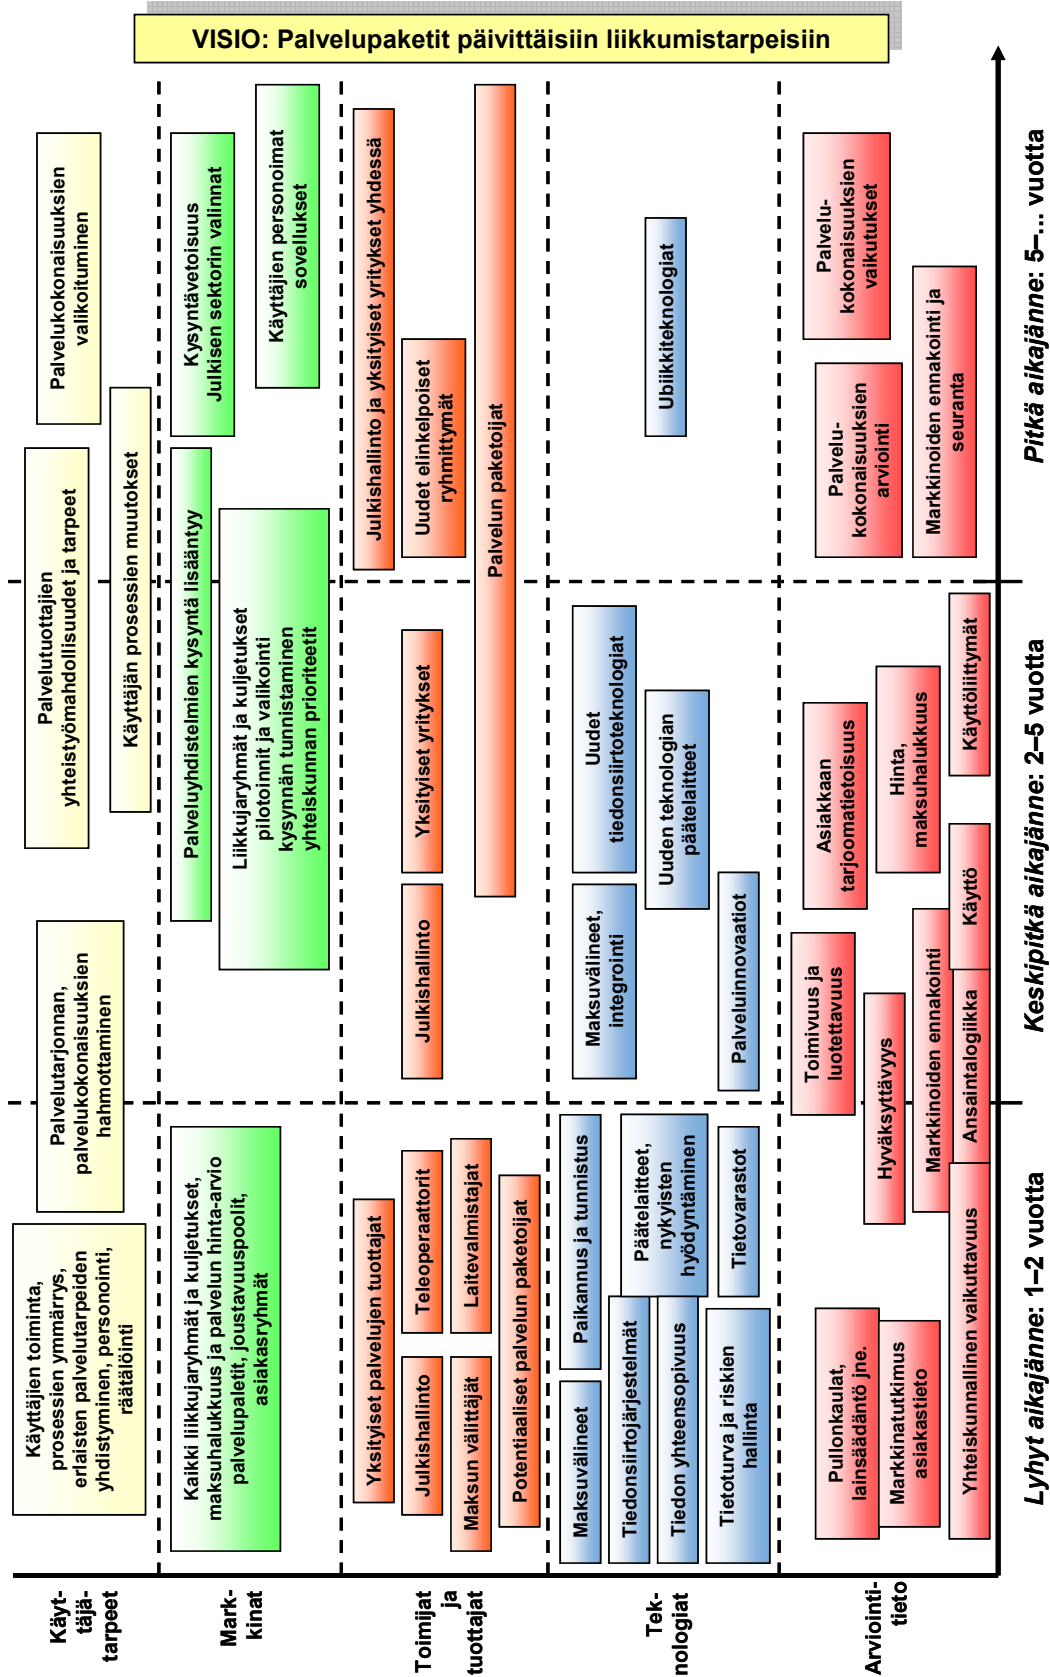 VISIO: Palvelupaketit päivittäisiin liikkumistarpeisiin
Käyt-
täjä-
tarpeet
Käyttäjien toiminta,
prosessien ymmärrys,
erlaisten palvelutarpeiden
yhdistyminen, personointi,
räätälöinti
Palvelutarjonnan,
palvelukokonaisuuksien
hahmottaminen
Palvelutuottajien
yhteistyömahdollisuudet ja tarpeet
Käyttäjän prosessien muutokset
Palvelukokonaisuuksien
valikoituminen
Mark-
kinat
Kaikki liikkujaryhmät ja kuljetukset,
maksuhalukkuus ja palvelun hinta-arvio
palvelupaletit, joustavuuspolit,
asiakasryhmät
Palveluyhdistelmien kysyntä lisääntyy
Liikkujaryhmät ja kuljetukset
pilotoinnit ja valikointi
kysynnän tunnistaminen
yhteiskunnan prioriteetit
Kysyntävetoisuus
Julkisen sektorin valinnat
Käyttäjien personoimat
sovellukset
Toimijat
ja
tuottajat
Yksityiset palvelujen tuottajat
Julkishallinto
Teleoperaattorit
Maksun välittäjät
Laitevalmistajat
Potentiaaliset palvelun paketoijat
Julkishallinto
Yksityiset yritykset
Julkishallinto ja yksityiset yritykset yhdessä
Uudet elinkelpoiset
ryhmittymät
Palvelun paketoijat
Tek-
nologiat
Maksuvälineet
Paikannus ja tunnistus
Tiedonsiirtojärjestelmät
Päätelaitteet,
nykyisten
hyödyntäminen
Tiedon yhteensopivuus
Tietoturva ja riskien
hallinta
Tietovarastot
Maksuvälineet,
integrointi
Uudet
tiedonsiirtoteknologiat
Uuden teknologian
päätelaitteet
Palveluinnovaatiot
Ubiikkiteknologiat
Arviointi-
tieto
Pullonkaulat,
lainsäädäntö jne.
Markkinatutkimus
asiakastieto
Yhteiskunnallinen vaikuttavuus
Toimivuus ja
luotettavuus
Hyväksyttävyys
Markkinoiden ennakointi
Ansaintalogiikka
Asiakkaan
tarjoomatietoisuus
Hinta,
maksuhalukkuus
Käyttö
Käyttöliittymät
Palvelu-
kokonaisuuksien
arviointi
Palvelu-
kokonaisuuksien
vaikutukset
Markkinoiden ennakointi ja
seuranta
Lyhyt aikajänne: 1–2 vuotta
Keskipitkä aikajänne: 2–5 vuotta
Pitkä aikajänne: 5–... vuotta